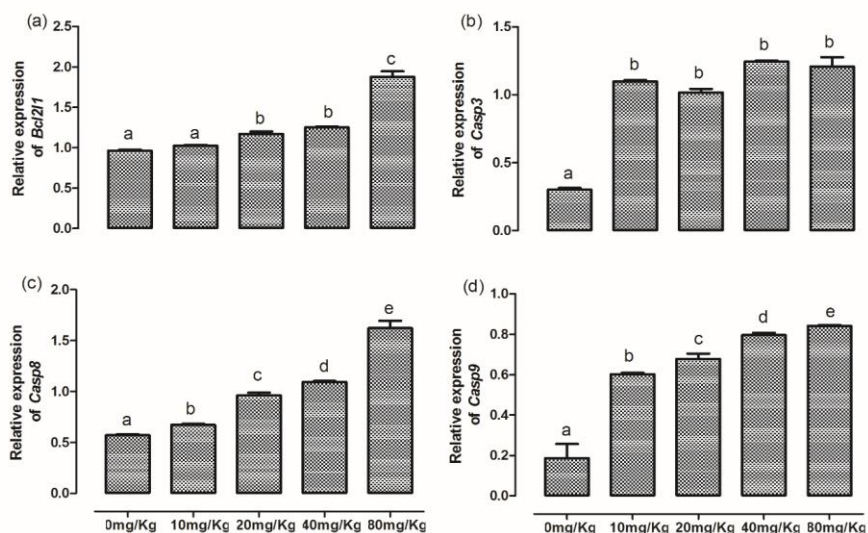 (a)
Relative expression
of Bcl2l1
2.5
2.0
1.5
1.0
0.5
0.0
a
a
b
b
c
(b)
Relative expression
of Casp3
1.5
1.0
0.5
0.0
a
b
b
b
b
(c)
Relative expression
of Casp8
2.0
1.5
1.0
0.5
0.0
a
b
c
d
e
0mg/Kg 10mg/Kg 20mg/Kg 40mg/Kg 80mg/Kg
(d)
Relative expression
of Casp9
1.0
0.8
0.6
0.4
0.2
0.0
a
b
c
d
e
0mg/Kg 10mg/Kg 20mg/Kg 40mg/Kg 80mg/Kg